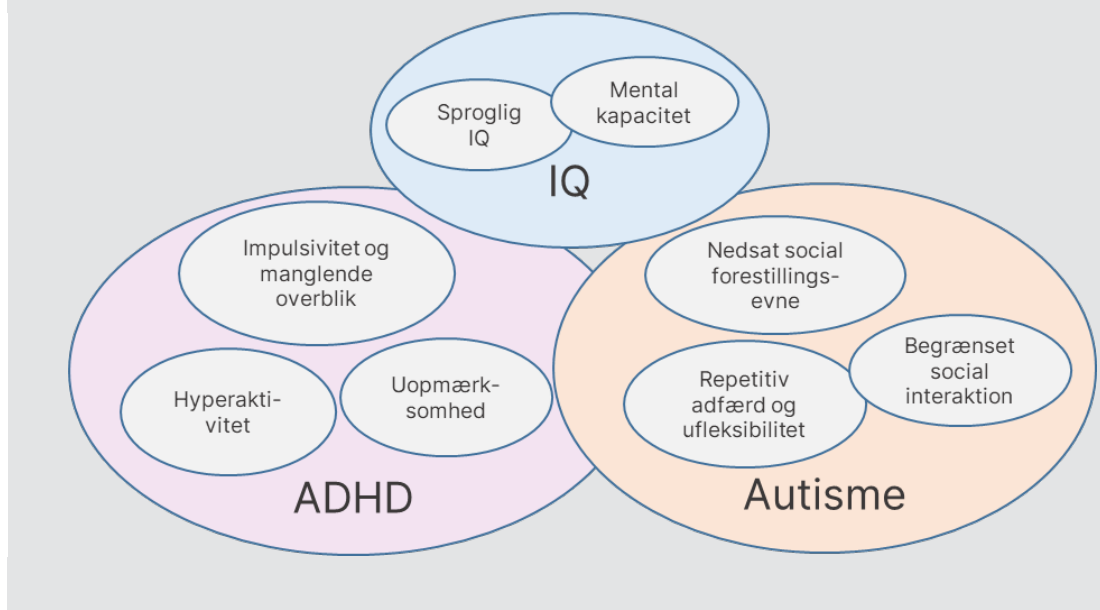 Sproglig
IQ
Mental
kapacitet
IQ
Impulsivitet og
manglende
overblik
Hyperakti-
vitet
Uopmærk-
somhed
ADHD
Nedsat social
forestillings-
evne
Begrænset
social
interaktion
Repetitiv
adfærd og
ufleksibilitet
Autisme